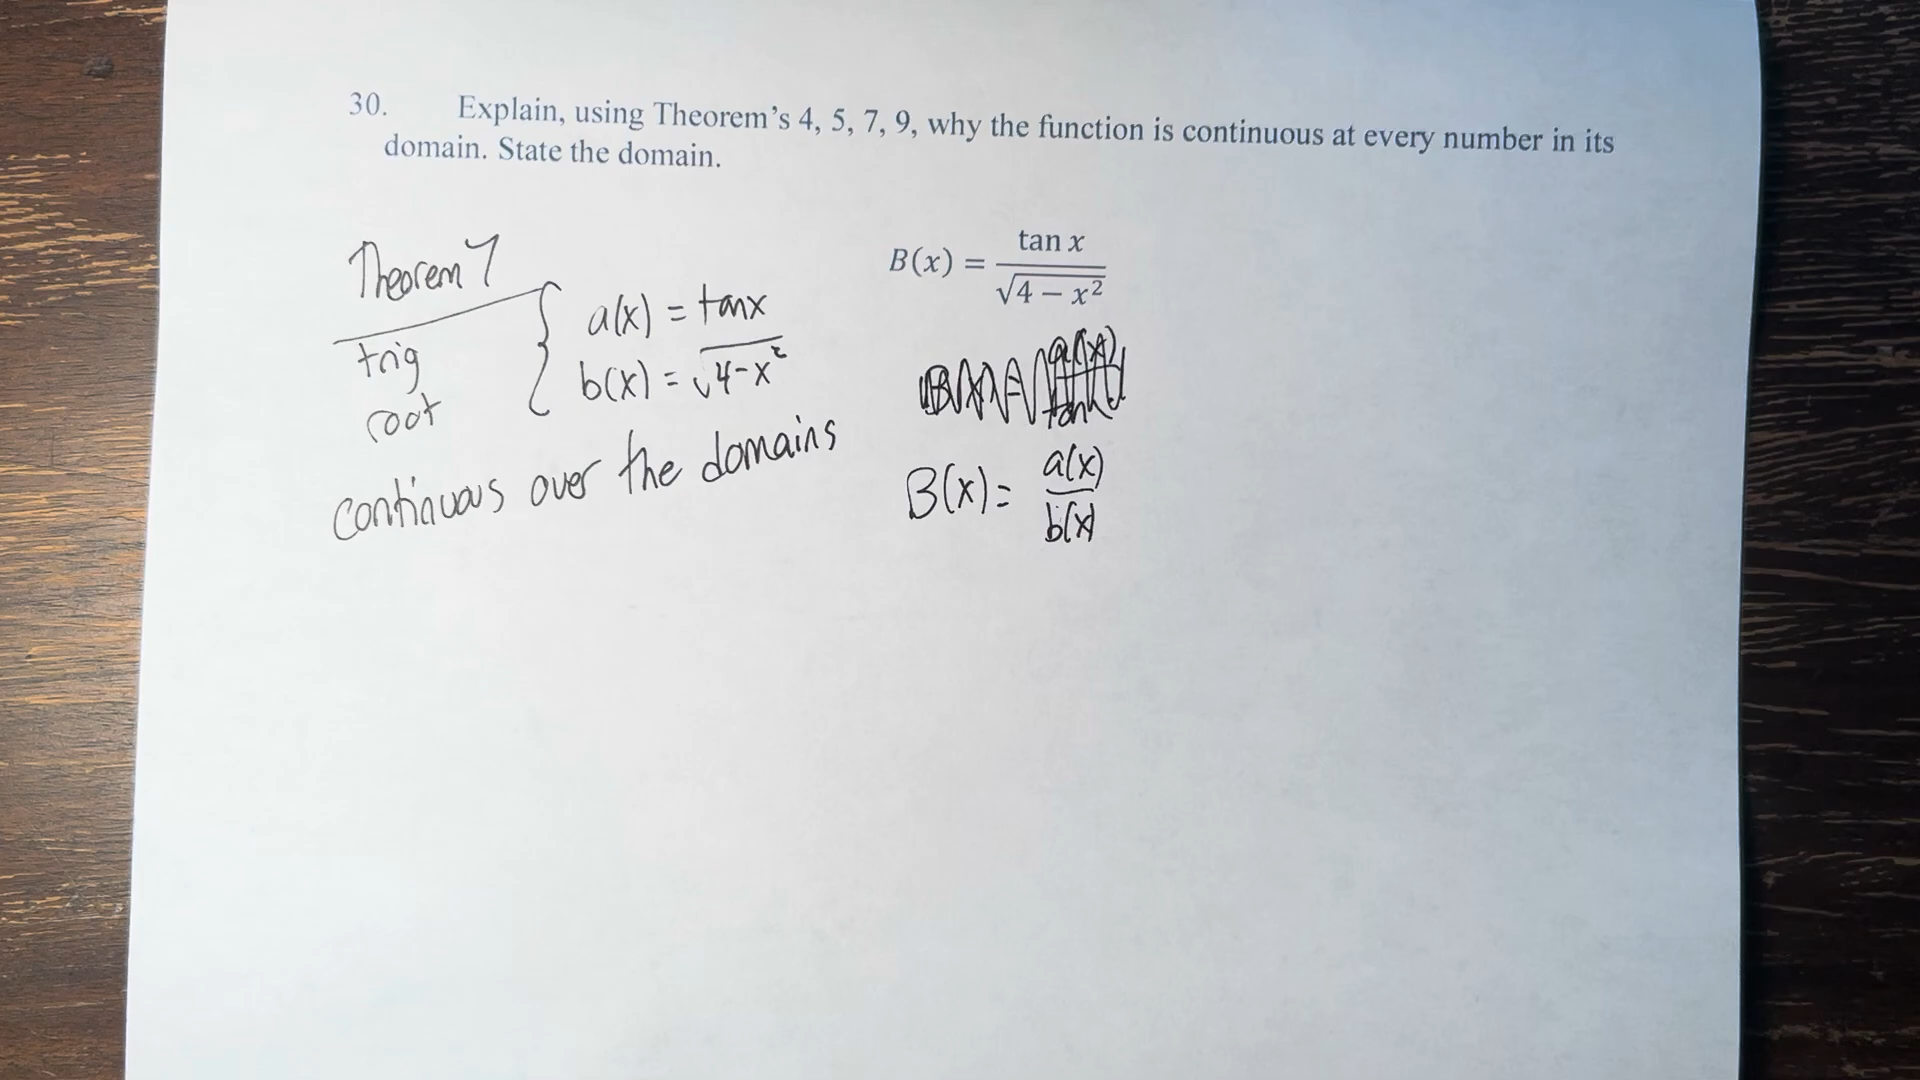 30. Explain, using Theorem's 4, 5, 7, 9, why the function is continuous at every number in its
domain. State the domain.
B(x) = tan x / √4 − x²
Theorem 7
trig
root
a(x) = tanx
b(x) = √4-x²
continuous over the domains
B(x) = a(x) / b(x)